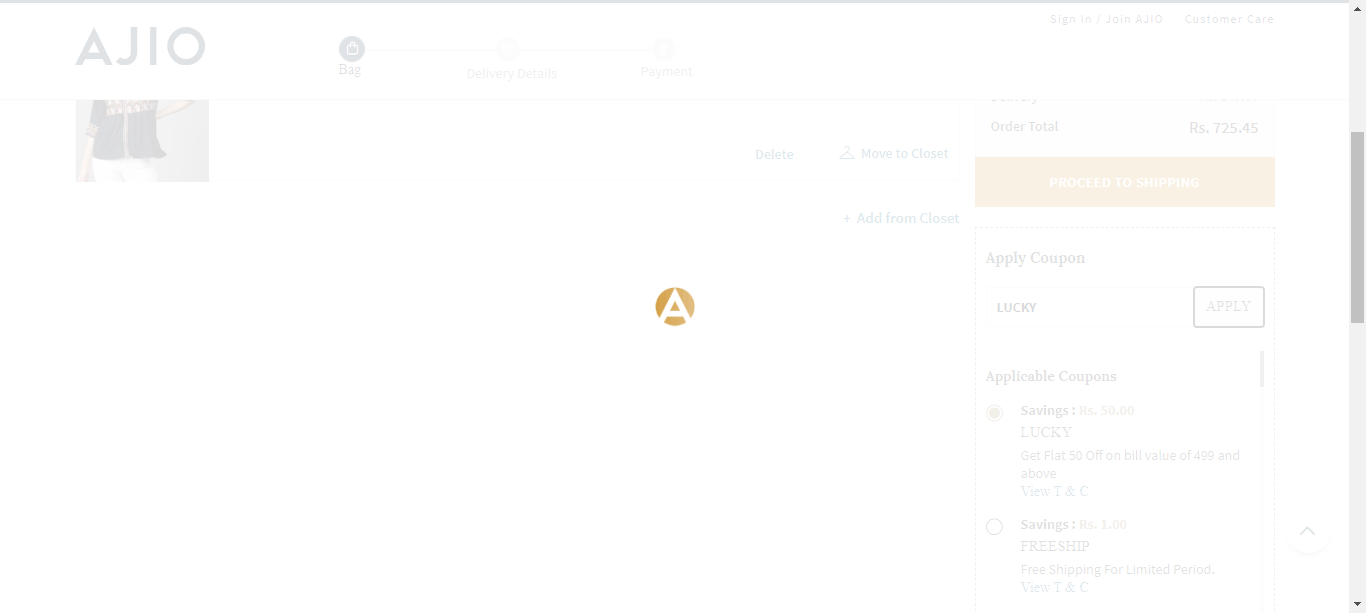 AJIO
Sign In / Join AJIO
Customer Care
Bag
Delivery Details
Payment
Order Total
Rs. 725.45
Delete
Move to Closet
PROCEED TO SHIPPING
+ Add from Closet
Apply Coupon
LUCKY
APPLY
Applicable Coupons
Savings : Rs. 50.00
LUCKY
Get Flat 50 Off on bill value of 499 and
above
View T & C
Savings : Rs. 1.00
FREESHIP
Free Shipping For Limited Period.
View T & C